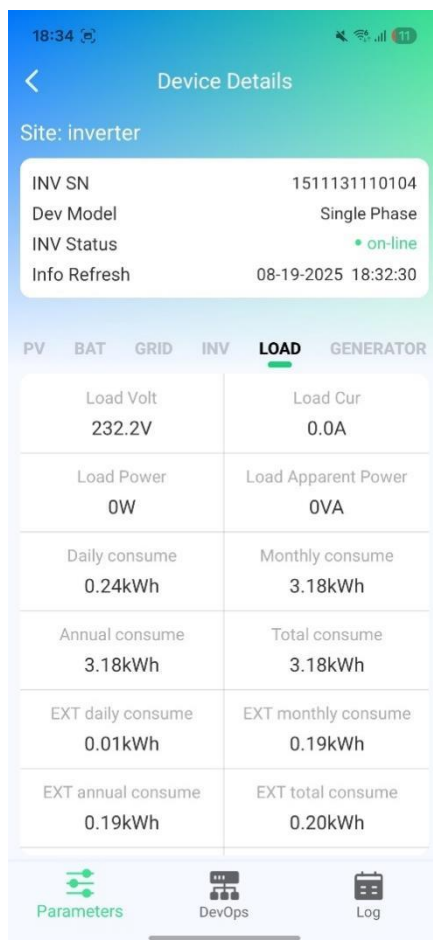 18:34
11
Device Details
Site: inverter
INV SN 1511131110104
Dev Model Single Phase
INV Status • on-line
Info Refresh 08-19-2025 18:32:30
PV BAT GRID INV LOAD GENERATOR
Load Volt Load Cur
232.2V 0.0A
Load Power Load Apparent Power
0W 0VA
Daily consume Monthly consume
0.24kWh 3.18kWh
Annual consume Total consume
3.18kWh 3.18kWh
EXT daily consume EXT monthly consume
0.01kWh 0.19kWh
EXT annual consume EXT total consume
0.19kWh 0.20kWh
Parameters DevOps Log